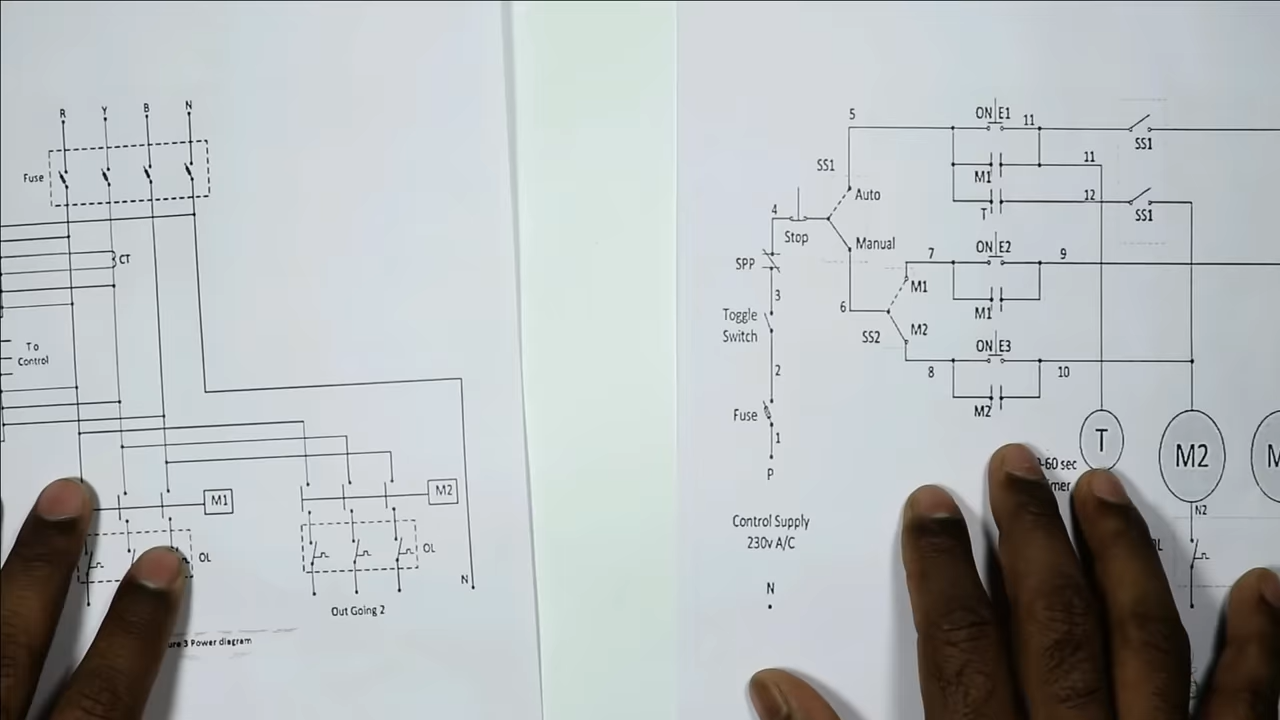 R
Y
B
N
Fuse
CT
To
Control
M1
M2
OL
OL
N
Out Going 2
Power diagram
5
ON E1
11
SS1
SS1
M1
11
Auto
T
12
SS1
4
Stop
Manual
ON E2
7
9
SPP
M1
3
M1
6
Toggle
Switch
SS2
M2
ON E3
8
10
2
M2
Fuse
1
T
M2
P
60 sec
N2
Control Supply
230v A/C
N